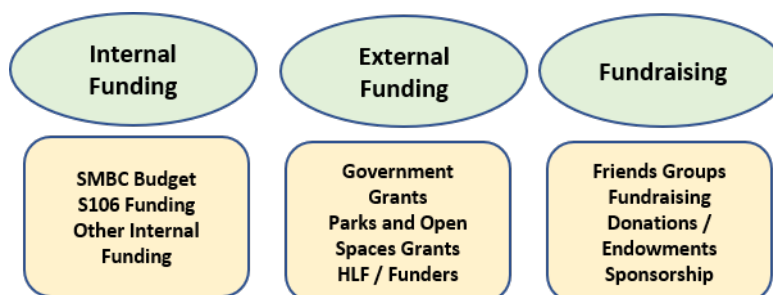 Internal
Funding
External
Funding
Fundraising
SMBC Budget
S106 Funding
Other Internal
Funding
Government
Grants
Parks and Open
Spaces Grants
HLF / Funders
Friends Groups
Fundraising
Donations /
Endowments
Sponsorship